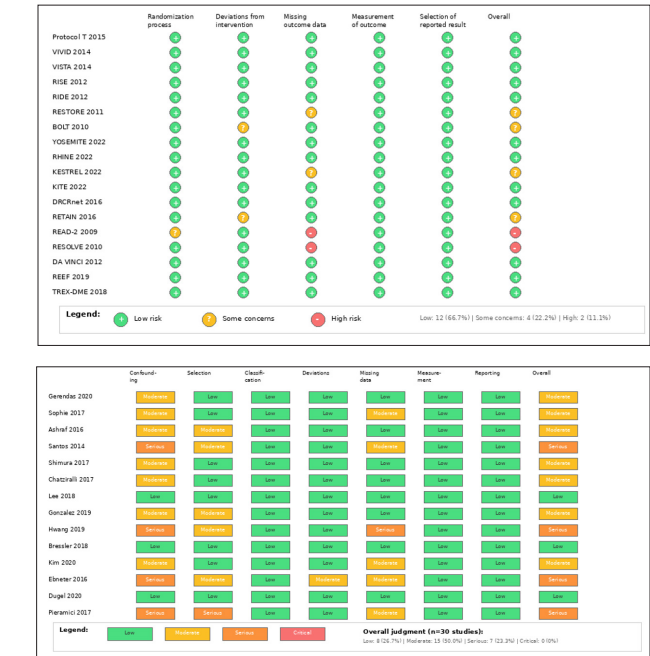 Randomization process Deviations from intervention Missing outcome data Measurement of outcome Selection of reported result Overall
Protocol T 2015 + + + + + +
VIVID 2014 + + + + + +
VISTA 2014 + + + + + +
RISE 2012 + + + + + +
RIDE 2012 + + + + + +
RESTORE 2011 + + ? + + ?
BOLT 2010 + ? + + + ?
YOSEMITE 2022 + + + + + +
RHINE 2022 + + + + + +
KESTREL 2022 + + ? + + ?
KITE 2022 + + + + + +
DRCRnet 2016 + + + + + +
RETAIN 2016 + ? + + + ?
READ-2 2009 ? + - + + -
RESOLVE 2010 + + - + + -
DA VINCI 2012 + + + + + +
REEF 2019 + + + + + +
TREX-DME 2018 + + + + + +
Legend: + Low risk ? Some concerns - High risk Low: 12 (66.7%) | Some concerns: 4 (22.2%) | High: 2 (11.1%)
Confound-ing Selection Classifi-cation Deviations Missing data Measure-ment Reporting Overall
Gerendas 2020 Moderate Low Low Low Low Low Low Moderate
Sophie 2017 Moderate Low Low Low Moderate Low Low Moderate
Ashraf 2016 Moderate Moderate Low Low Low Low Low Moderate
Santos 2014 Serious Moderate Low Low Moderate Low Low Serious
Shimura 2017 Moderate Low Low Low Low Low Low Moderate
Chatziralli 2017 Moderate Low Low Low Low Low Low Moderate
Lee 2018 Low Low Low Low Low Low Low Low
Gonzalez 2019 Moderate Moderate Low Low Low Low Low Moderate
Hwang 2019 Serious Moderate Low Low Serious Low Low Serious
Bressler 2018 Low Low Low Low Low Low Low Low
Kim 2020 Moderate Low Low Low Moderate Low Low Moderate
Ebneter 2016 Serious Moderate Low Moderate Moderate Low Low Serious
Dugel 2020 Low Low Low Low Low Low Low Low
Pieramici 2017 Serious Serious Low Low Moderate Low Low Serious
Legend: Low Moderate Serious Critical Overall judgment (n=30 studies):
Low: 8 (26.7%) | Moderate: 15 (50.0%) | Serious: 7 (23.3%) | Critical: 0 (0%)